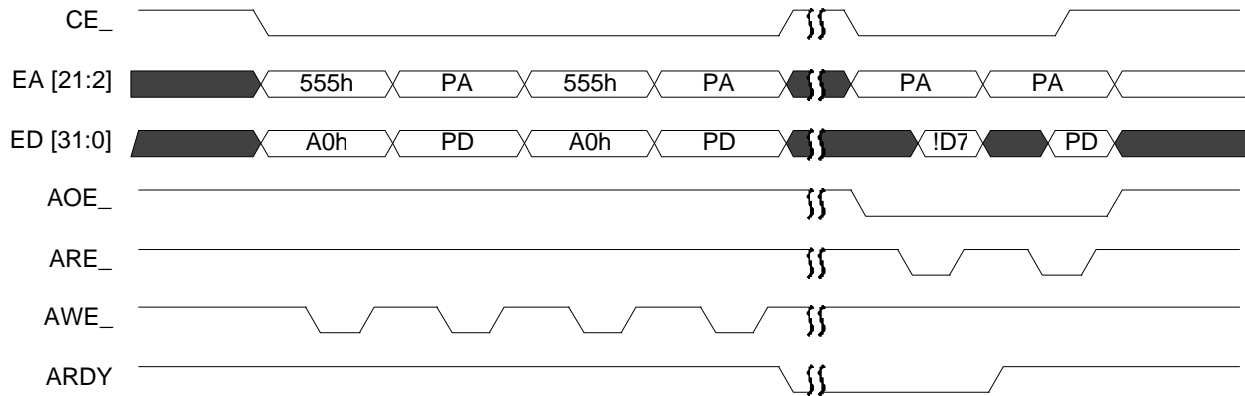 CE_
EA [21:2] 555h PA 555h PA PA PA
ED [31:0] A0h PD A0h PD !D7 PD
AOE_
ARE_
AWE_
ARDY